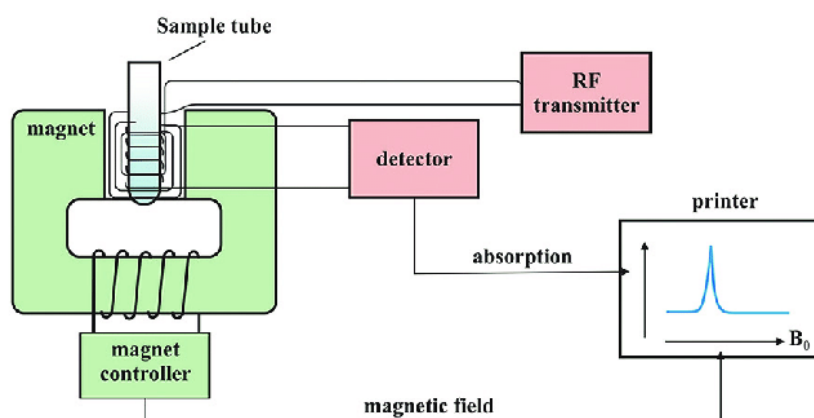 Sample tube
RF
transmitter
magnet
detector
printer
absorption
B₀
magnet
controller
magnetic field